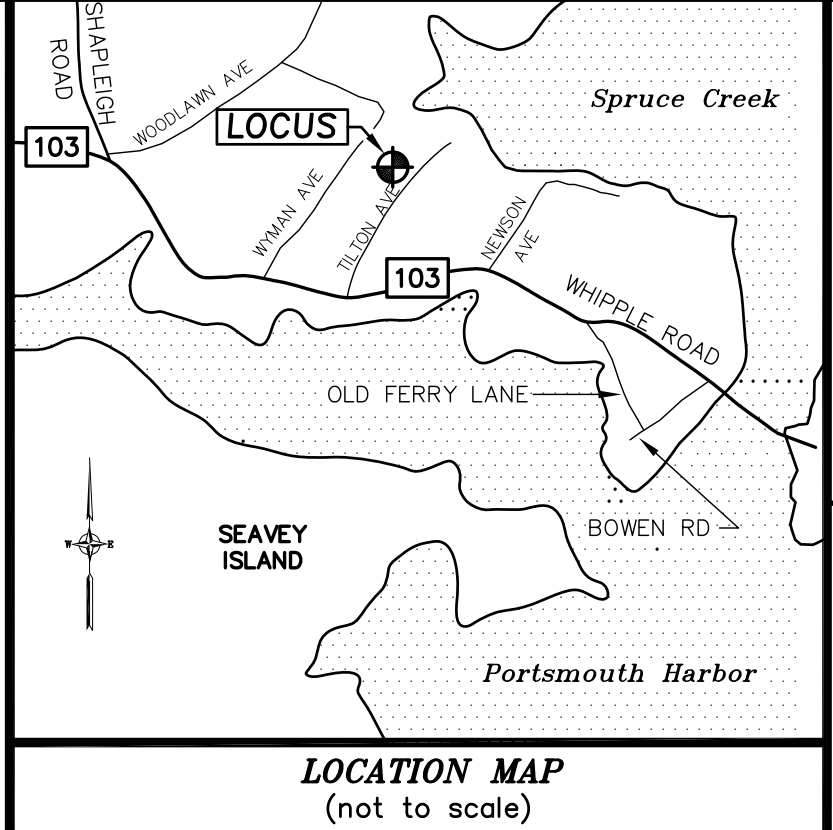 SHAPLEIGH
ROAD
WOODLAWN AVE
Spruce Creek
LOCUS
103
WYMAN AVE
TILTON AVE
NEWSON
AVE
103
WHIPPLE ROAD
OLD FERRY LANE
BOWEN RD
SEAVEY
ISLAND
W E
Portsmouth Harbor
LOCATION MAP
(not to scale)